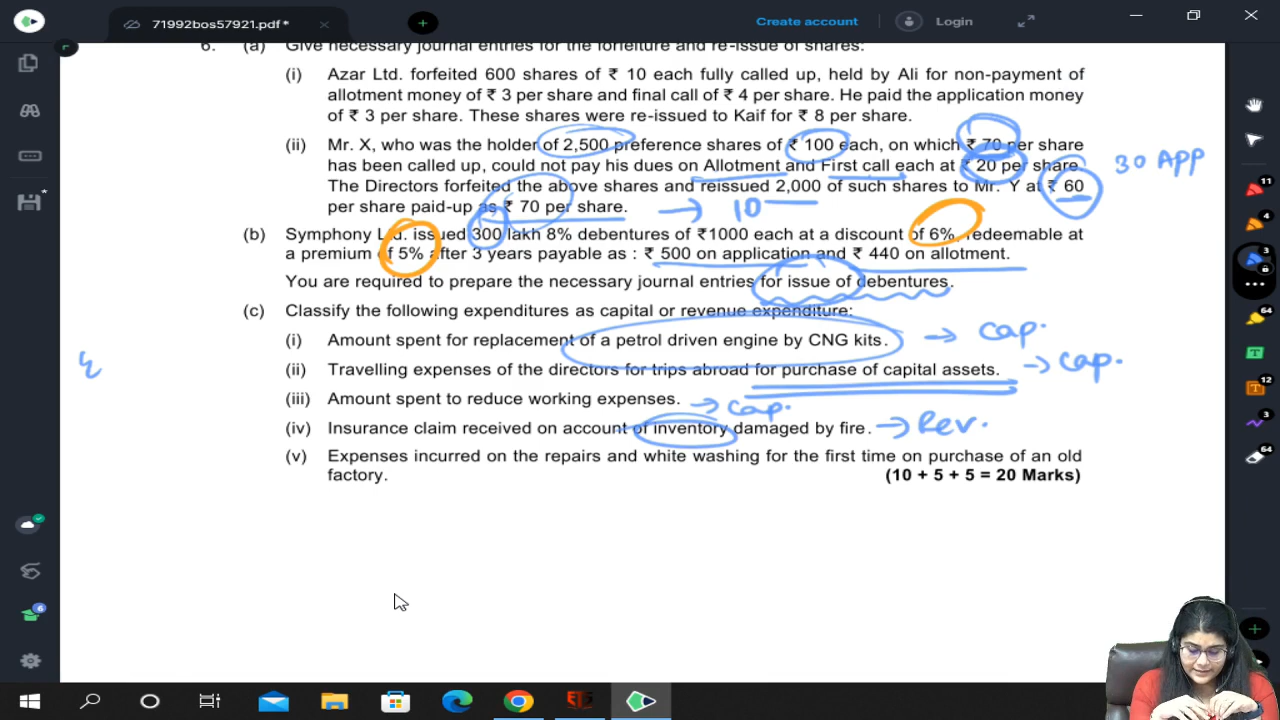 71992bos57921.pdf*
Create account
Login
6. (a) Give necessary journal entries for the forfeiture and re-issue of shares:
(i) Azar Ltd. forfeited 600 shares of ₹ 10 each fully called up, held by Ali for non-payment of
allotment money of ₹ 3 per share and final call of ₹ 4 per share. He paid the application money
of ₹ 3 per share. These shares were re-issued to Kaif for ₹ 8 per share.
(ii) Mr. X, who was the holder of 2,500 preference shares of ₹ 100 each, on which ₹ 70 per share
has been called up, could not pay his dues on Allotment and First call each at ₹ 20 per share.
30 APP
The Directors forfeited the above shares and reissued 2,000 of such shares to Mr. Y at ₹ 60
per share paid-up as ₹ 70 per share. → 10
(b) Symphony Ltd. issued 300 lakh 8% debentures of ₹1000 each at a discount of 6%, redeemable at
a premium of 5% after 3 years payable as : ₹ 500 on application and ₹ 440 on allotment.
You are required to prepare the necessary journal entries for issue of debentures.
(c) Classify the following expenditures as capital or revenue expenditure:
(i) Amount spent for replacement of a petrol driven engine by CNG kits. → Cap.
(ii) Travelling expenses of the directors for trips abroad for purchase of capital assets. → Cap.
(iii) Amount spent to reduce working expenses. → Cap.
(iv) Insurance claim received on account of inventory damaged by fire. → Rev.
(v) Expenses incurred on the repairs and white washing for the first time on purchase of an old
factory. (10 + 5 + 5 = 20 Marks)